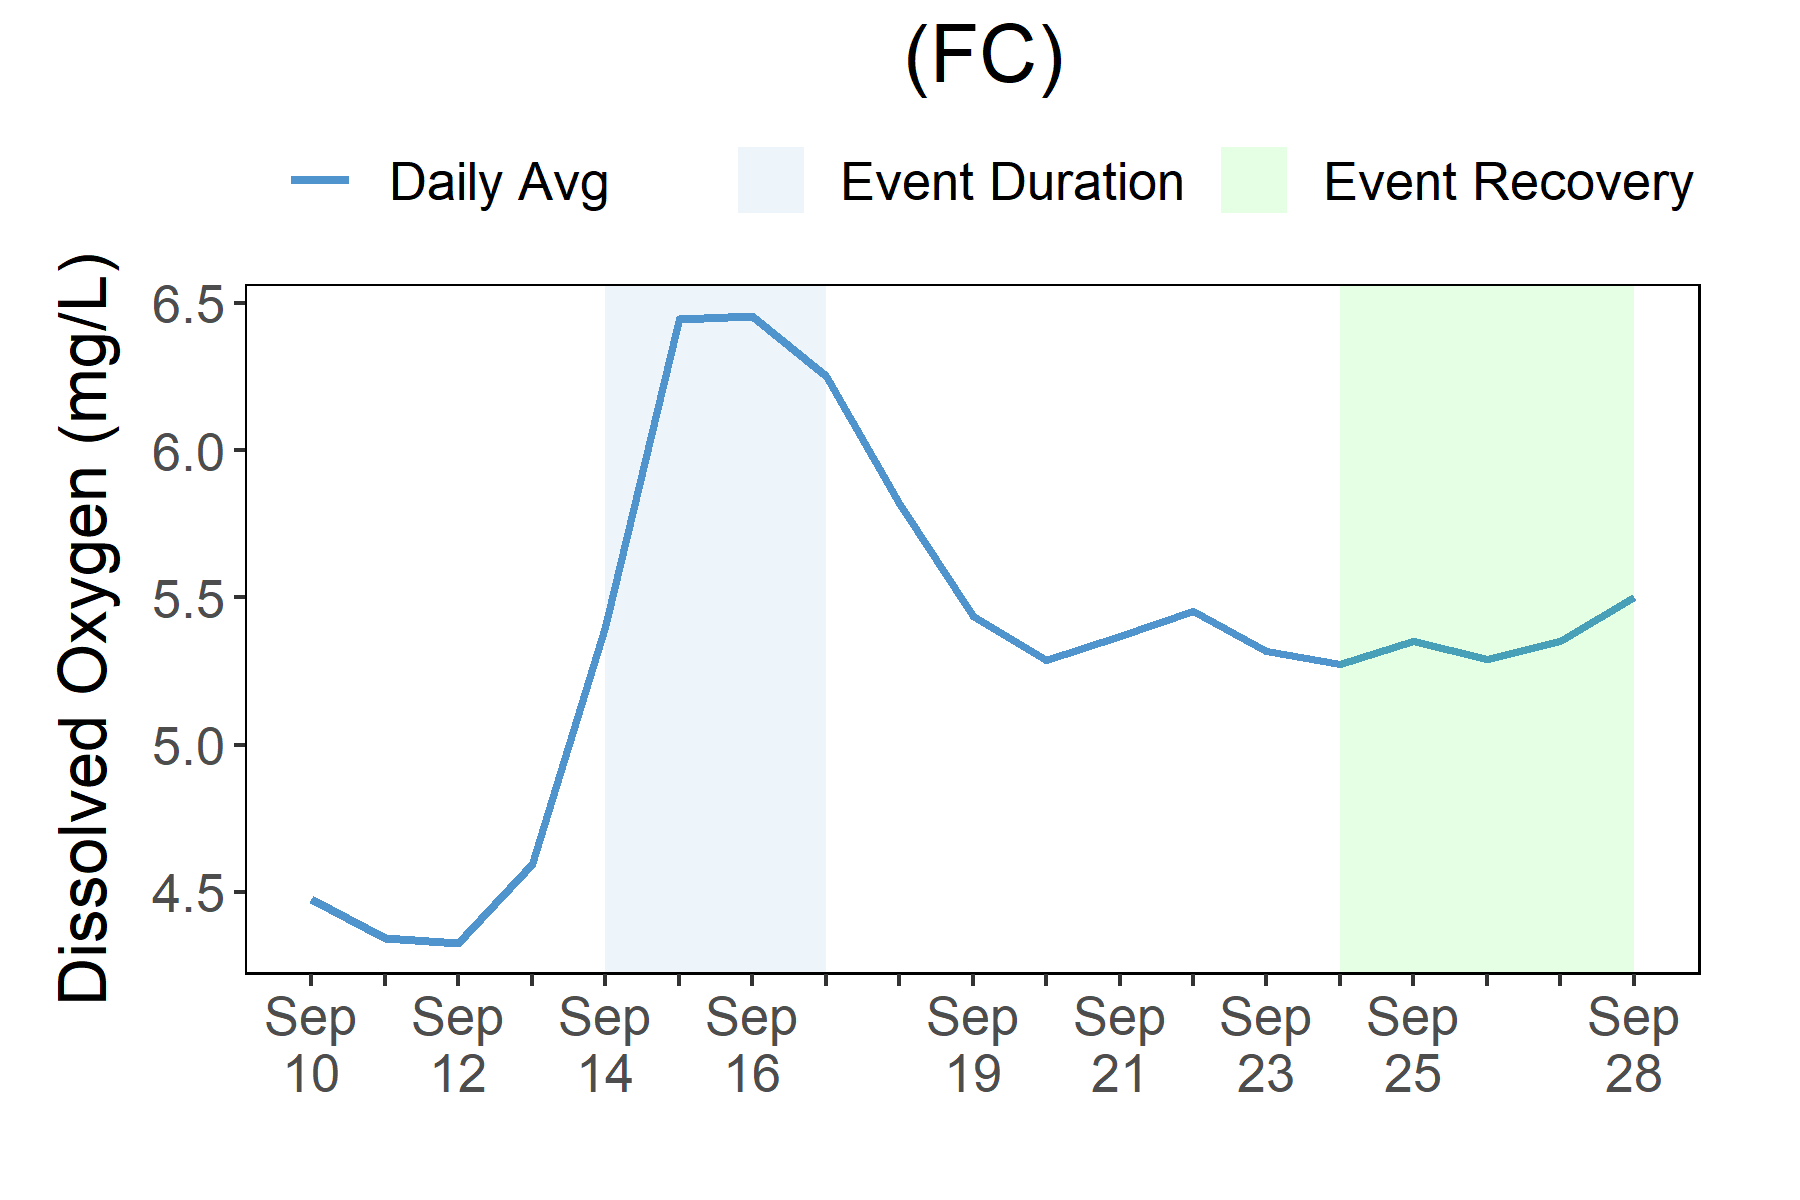 (FC)
Daily Avg Event Duration Event Recovery
Dissolved Oxygen (mg/L)
6.5
6.0
5.5
5.0
4.5
Sep Sep Sep Sep Sep Sep Sep Sep Sep
10 12 14 16 19 21 23 25 28